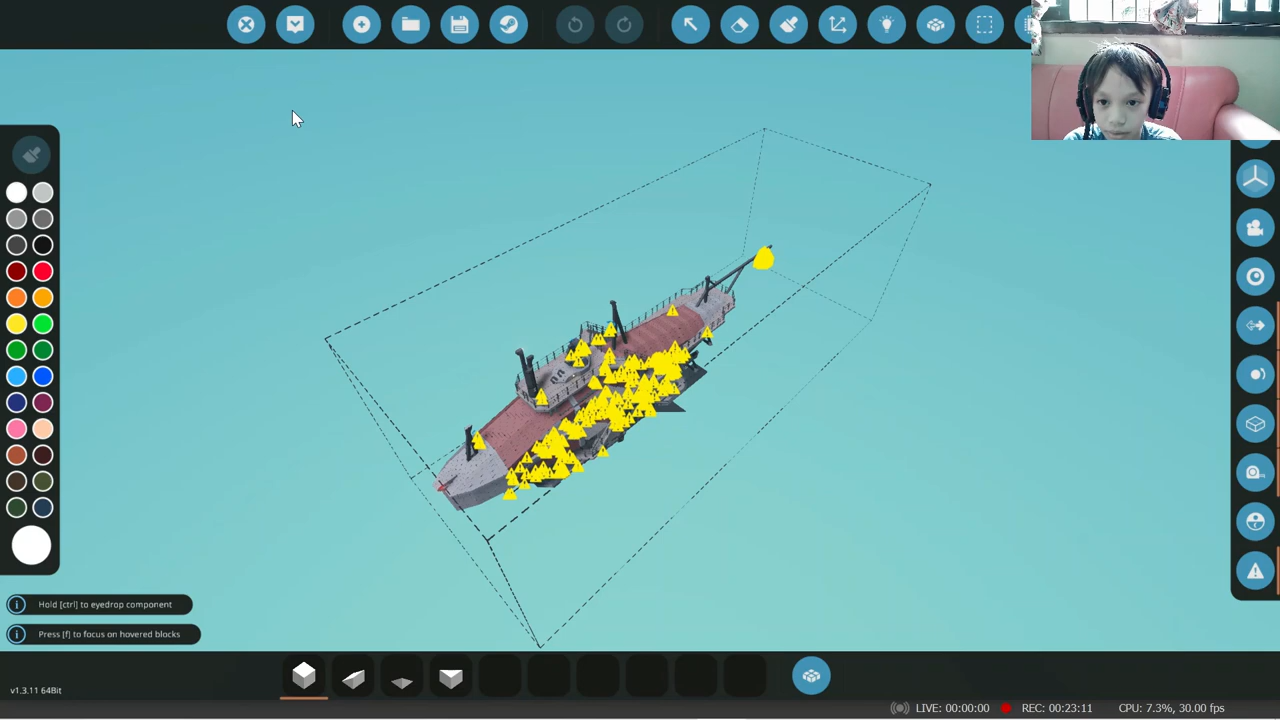 Hold [ctrl] to eyedrop component
Press [f] to focus on hovered blocks
v1.3.11 64Bit
LIVE: 00:00:00
REC: 00:23:11
CPU: 7.3%, 30.00 fps